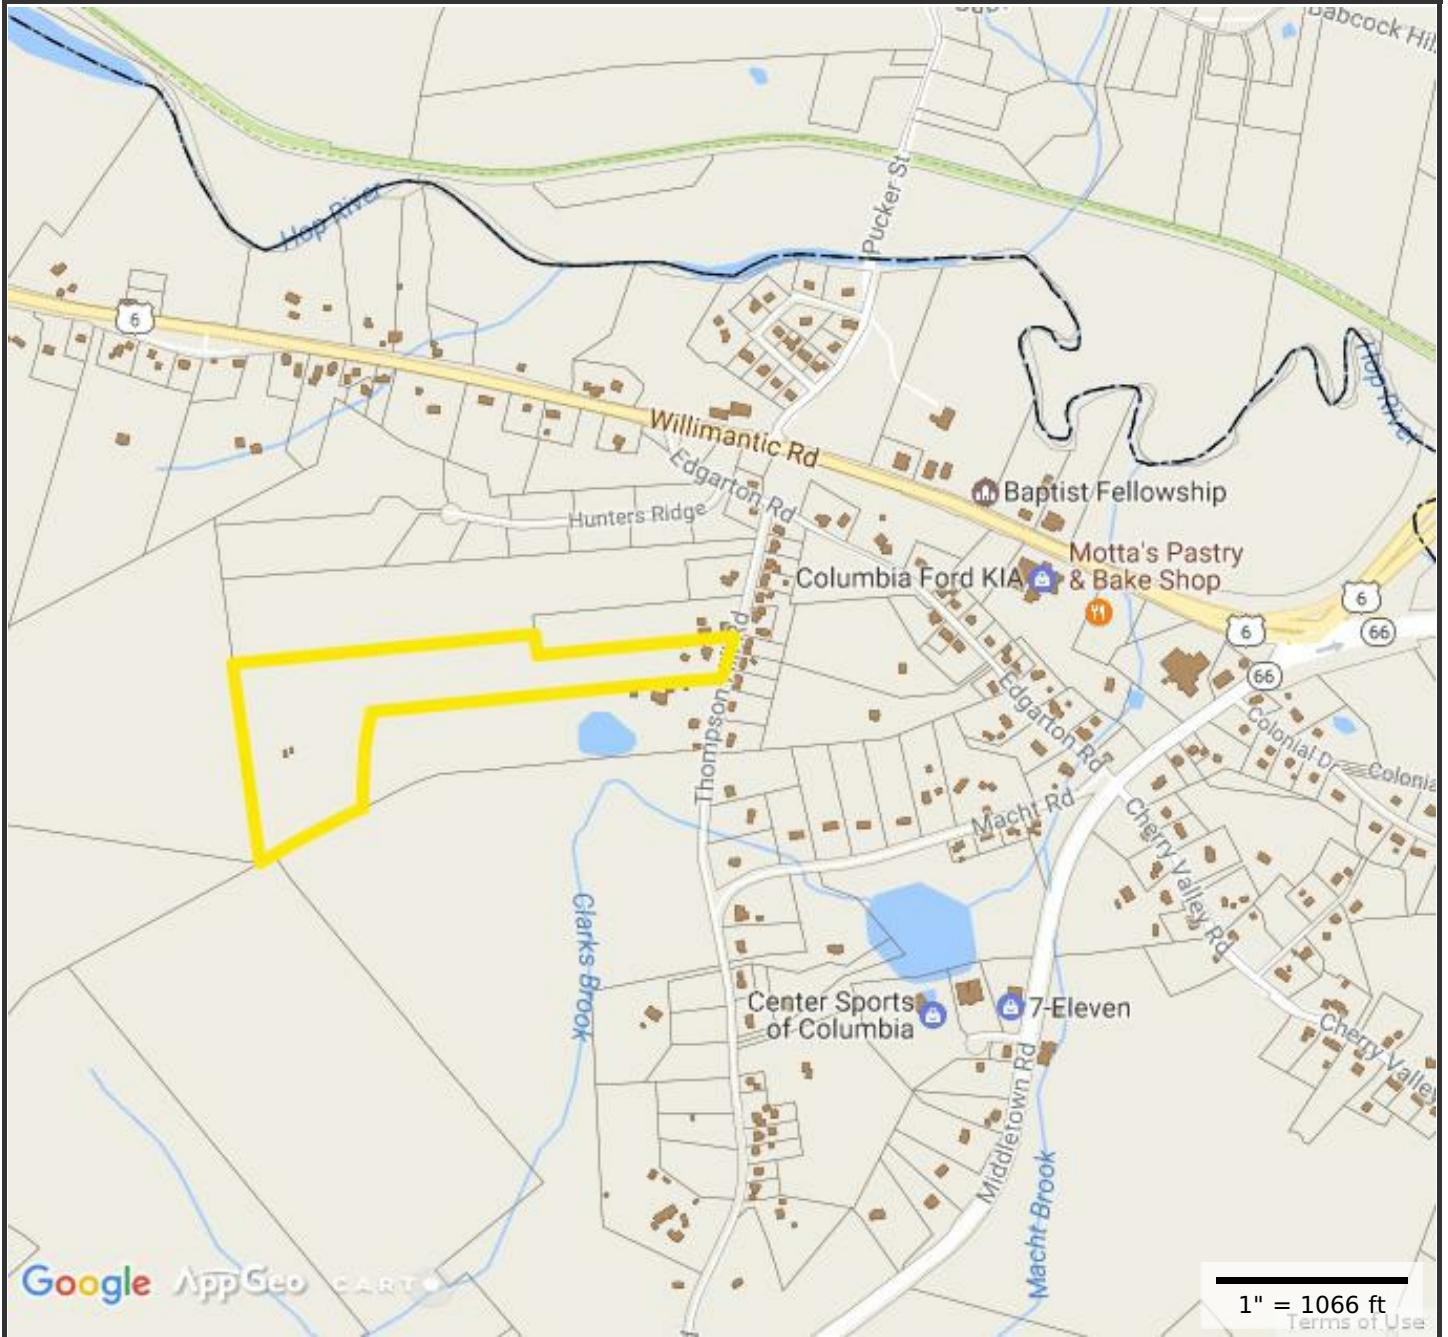 Babcock Hil
Pucker St
Hop River
6
Hop River
Willimantic Rd
Edgarton Rd
Baptist Fellowship
Hunters Ridge
Motta's Pastry
& Bake Shop
Columbia Ford KIA
6
6
66
66
Thompson Rd
Edgarton Rd
Colonial D
Colonia
Macht Rd
Cherry Valley Rd
Clarks Brook
Center Sports
of Columbia
7-Eleven
Cherry Valley
Middletown Rd
Macht Brook
Google AppGeo CARTO
1" = 1066 ft
Terms of Use